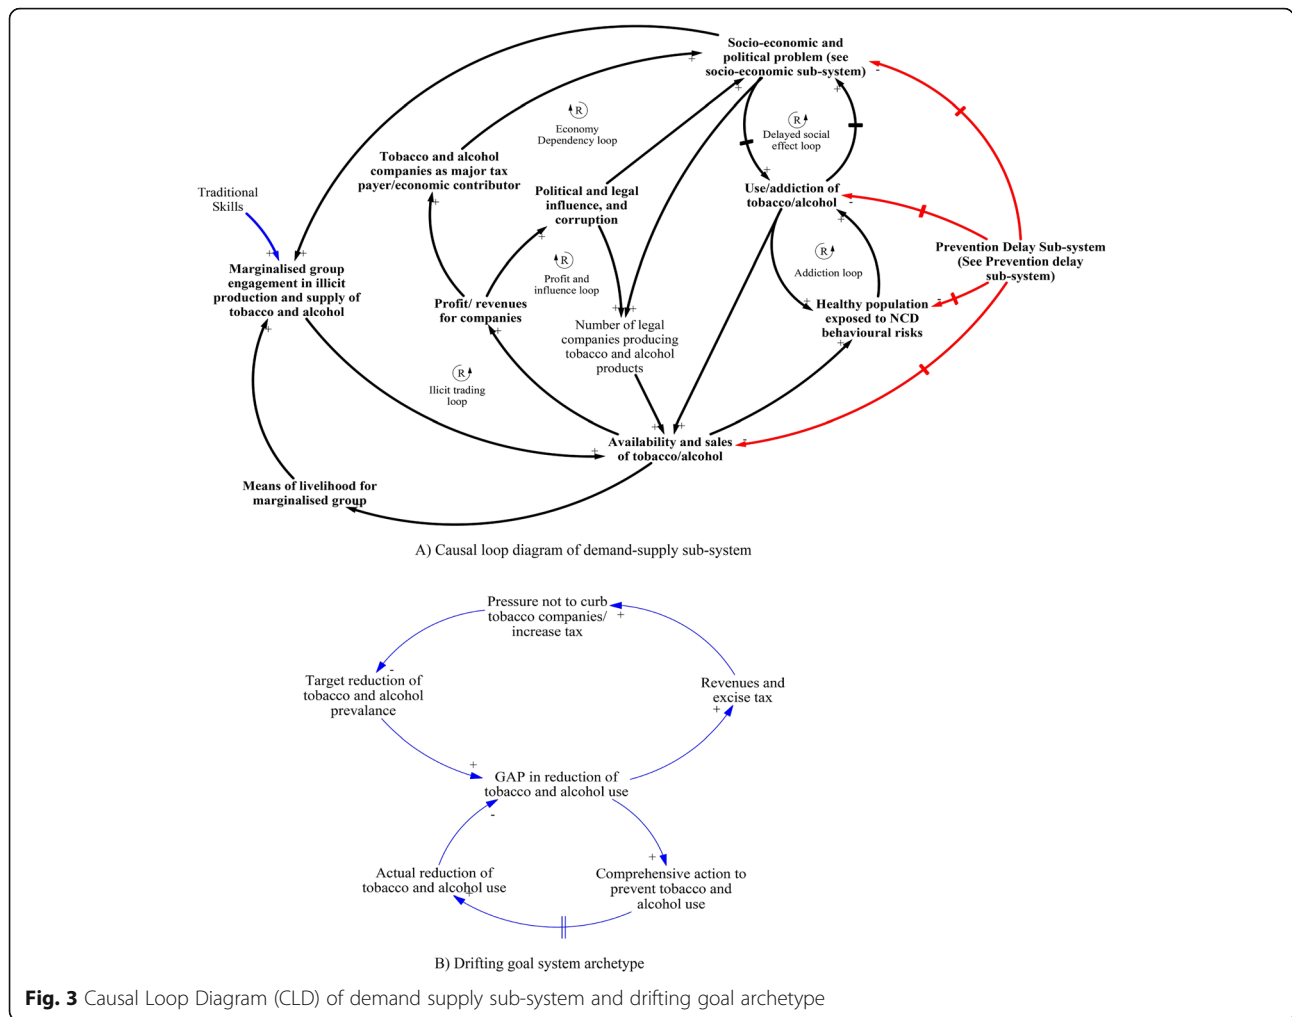 Socio-economic and
political problem (see
socio-economic sub-system)
-
+
+
+
R
Economy
Dependency loop
R
Delayed social
effect loop
Tobacco and alcohol
companies as major tax
payer/economic contributor
+
+
Use/addiction of
tobacco/alcohol
-
+
Traditional
Skills
Political and legal
influence, and
corruption
+
Prevention Delay Sub-system
(See Prevention delay
sub-system)
R
Addiction loop
+
+
Marginalised group
engagement in illicit
production and supply of
tobacco and alcohol
+
R
Profit and
influence loop
Profit/ revenues
for companies
+
+
+
Number of legal
companies producing
tobacco and alcohol
products
+
-
Healthy population
exposed to NCD
behavioural risks
+
R
Ilicit trading
loop
+
+
+
-
Availability and sales
of tobacco/alcohol
Means of livelihood for
marginalised group
+
A) Causal loop diagram of demand-supply sub-system
Pressure not to curb
tobacco companies/
increase tax
+
-
Target reduction of
tobacco and alcohol
prevalance
Revenues and
excise tax
+
+
GAP in reduction of
tobacco and alcohol use
-
+
Actual reduction of
tobacco and alcohol use
+
Comprehensive action to
prevent tobacco and
alcohol use
B) Drifting goal system archetype
Fig. 3 Causal Loop Diagram (CLD) of demand supply sub-system and drifting goal archetype